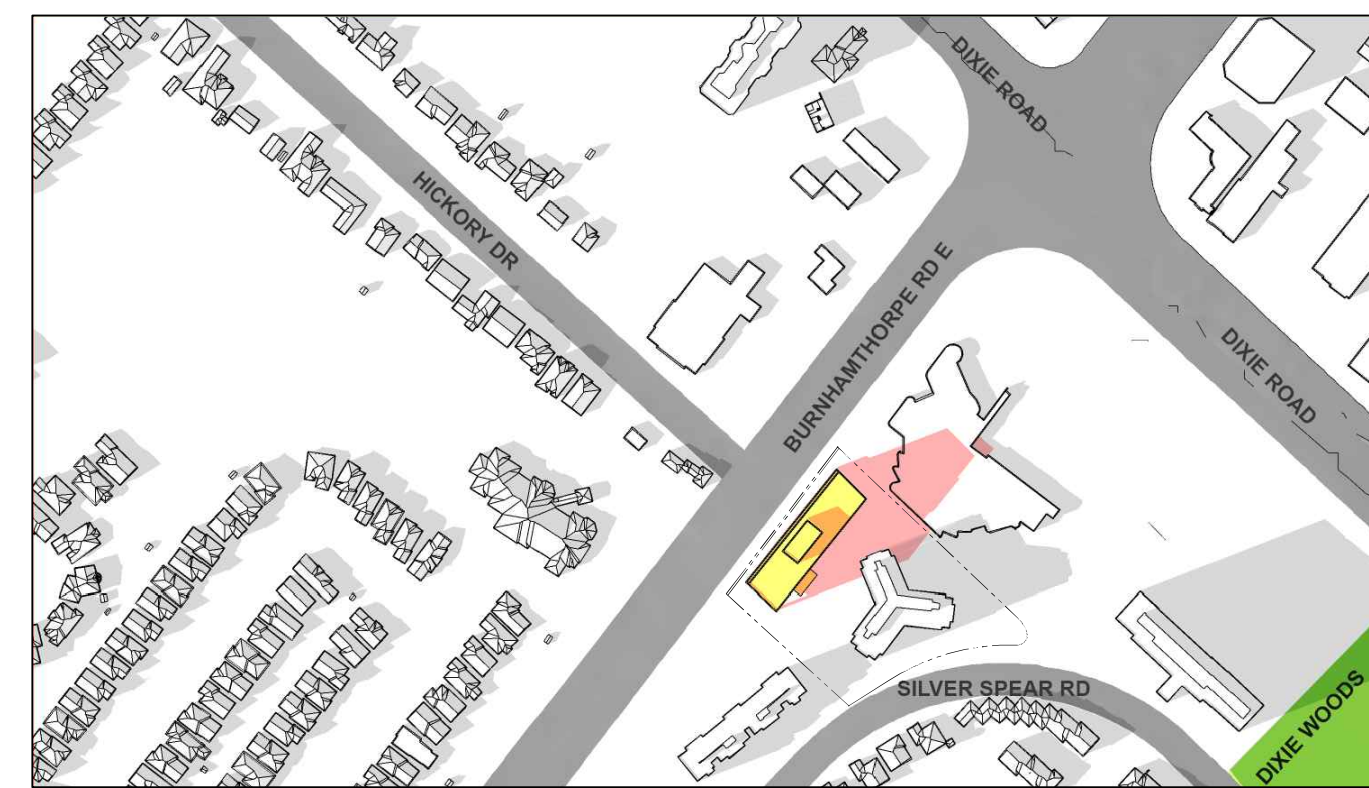 DIXIE ROAD
HICKORY DR
BURNHAMTHORPE RD E
DIXIE ROAD
SILVER SPEAR RD
DIXIE WOODS